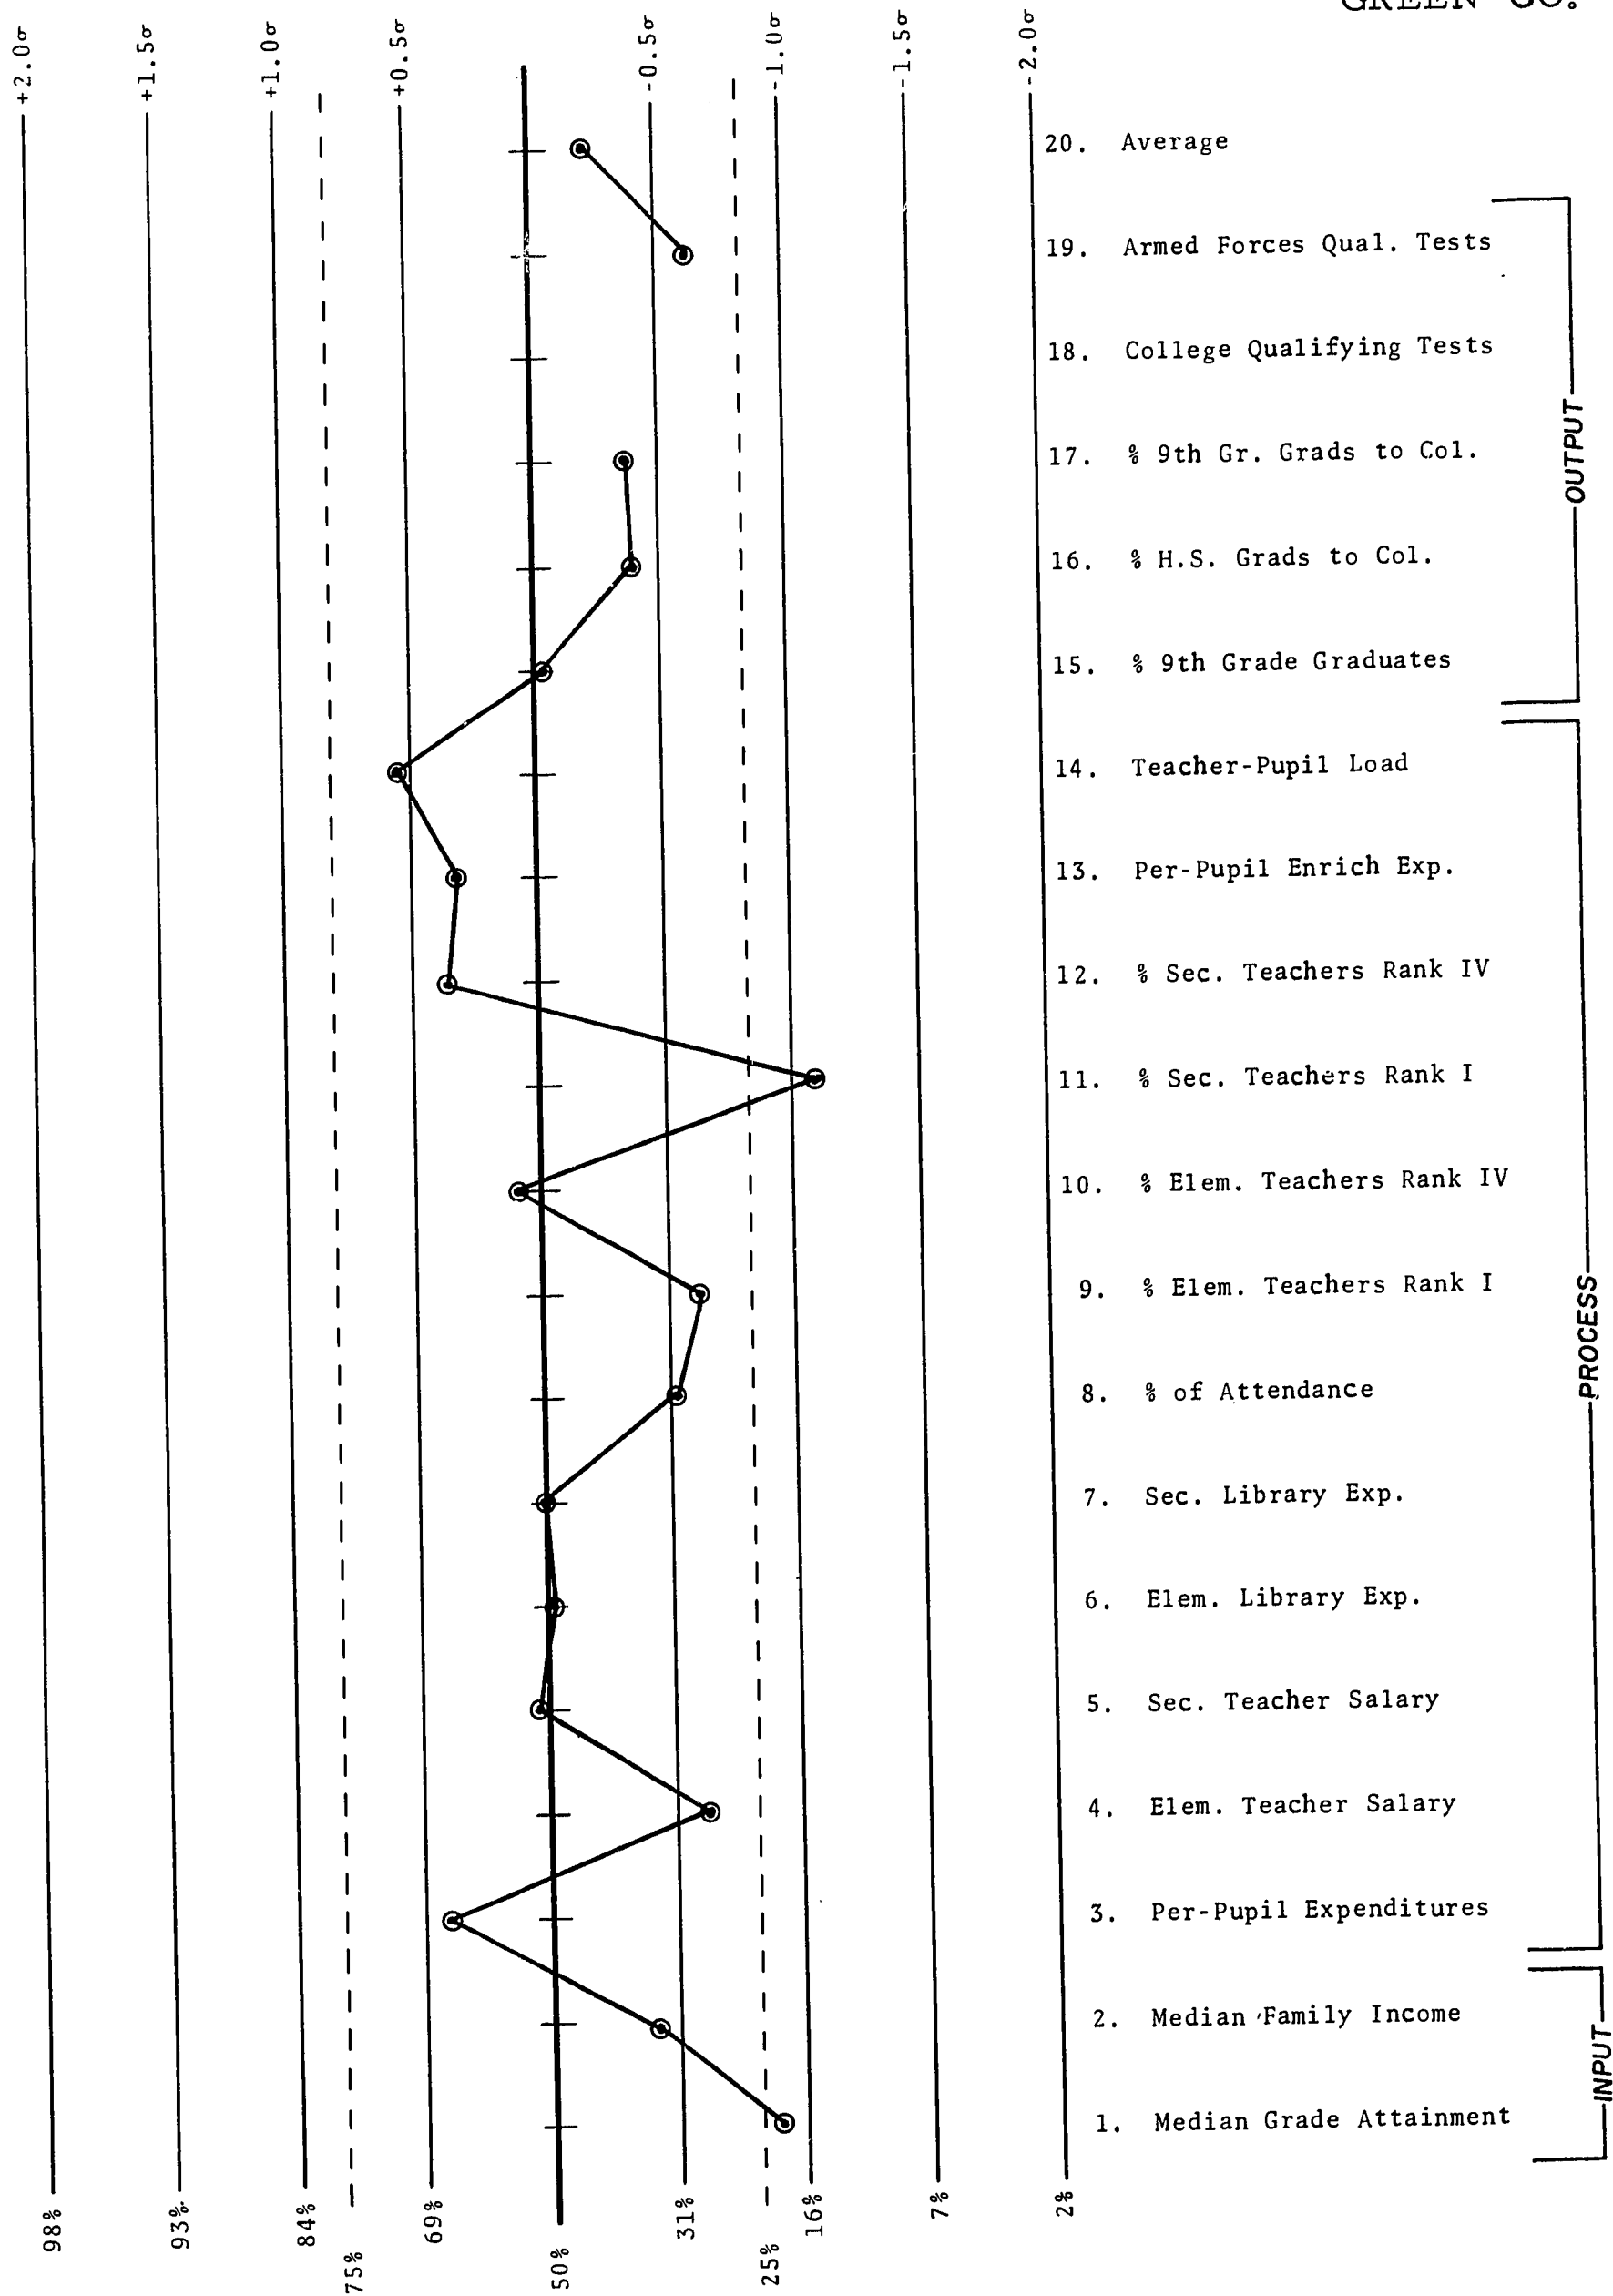 GREEN CO.
+2.0σ
+1.5σ
+1.0σ
+0.5σ
-0.5σ
-1.0σ
-1.5σ
-2.0σ
20. Average
19. Armed Forces Qual. Tests
18. College Qualifying Tests
17. % 9th Gr. Grads to Col.
16. % H.S. Grads to Col.
15. % 9th Grade Graduates
OUTPUT
14. Teacher-Pupil Load
13. Per-Pupil Enrich Exp.
12. % Sec. Teachers Rank IV
11. % Sec. Teachers Rank I
10. % Elem. Teachers Rank IV
9. % Elem. Teachers Rank I
8. % of Attendance
7. Sec. Library Exp.
6. Elem. Library Exp.
5. Sec. Teacher Salary
4. Elem. Teacher Salary
3. Per-Pupil Expenditures
PROCESS
2. Median Family Income
1. Median Grade Attainment
INPUT
98%
93%
84%
75%
69%
50%
31%
25%
16%
7%
2%